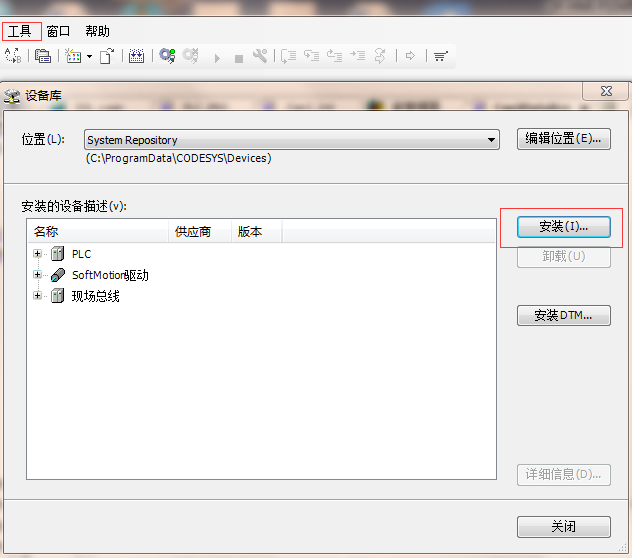 工具 窗口 帮助
设备库
位置(L): System Repository 编辑位置(E)...
(C:\ProgramData\CODESYS\Devices)
安装的设备描述(v):
名称 供应商 版本
安装(I)...
PLC
卸载(U)
SoftMotion驱动
现场总线
安装DTM...
详细信息(D)...
关闭